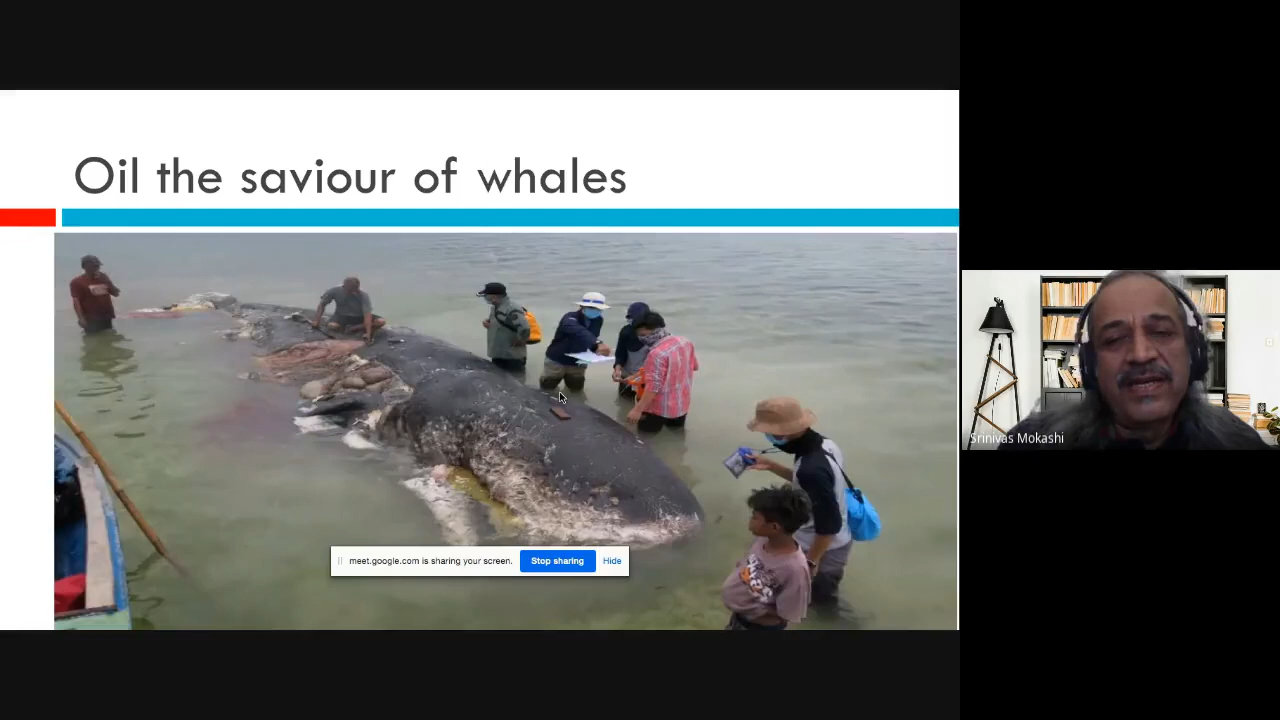 Oil the saviour of whales
meet.google.com is sharing your screen. Stop sharing Hide
Srinivas Mokashi